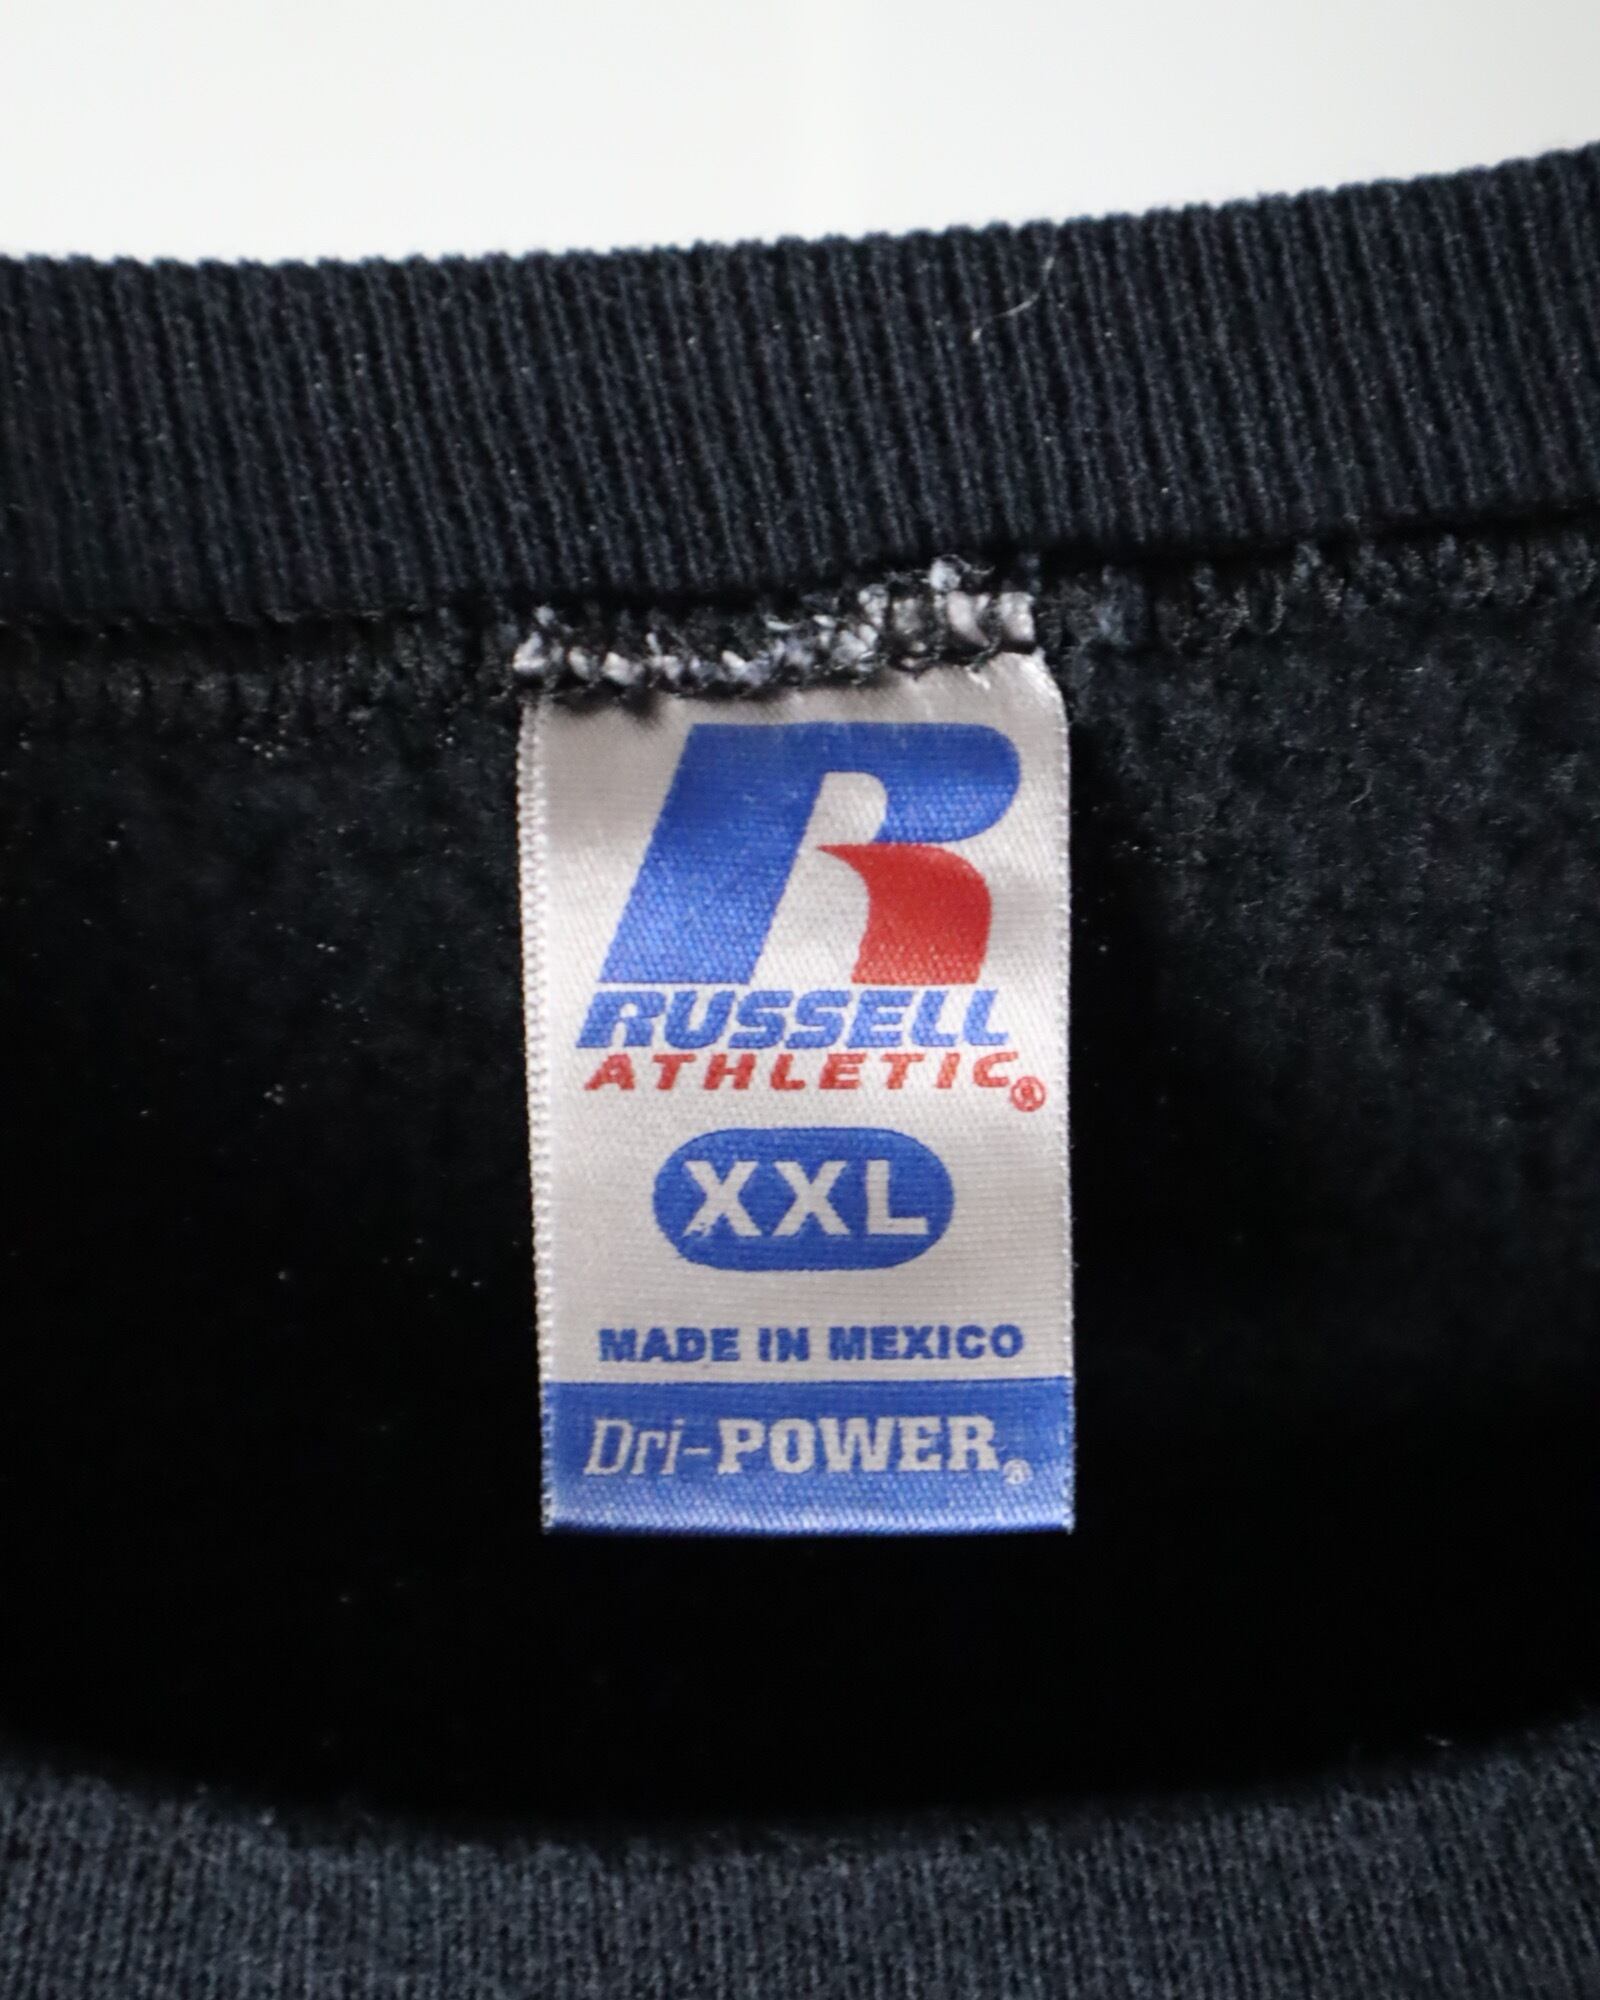 R
RUSSELL
ATHLETIC®
XXL
MADE IN MEXICO
Dri-POWER®